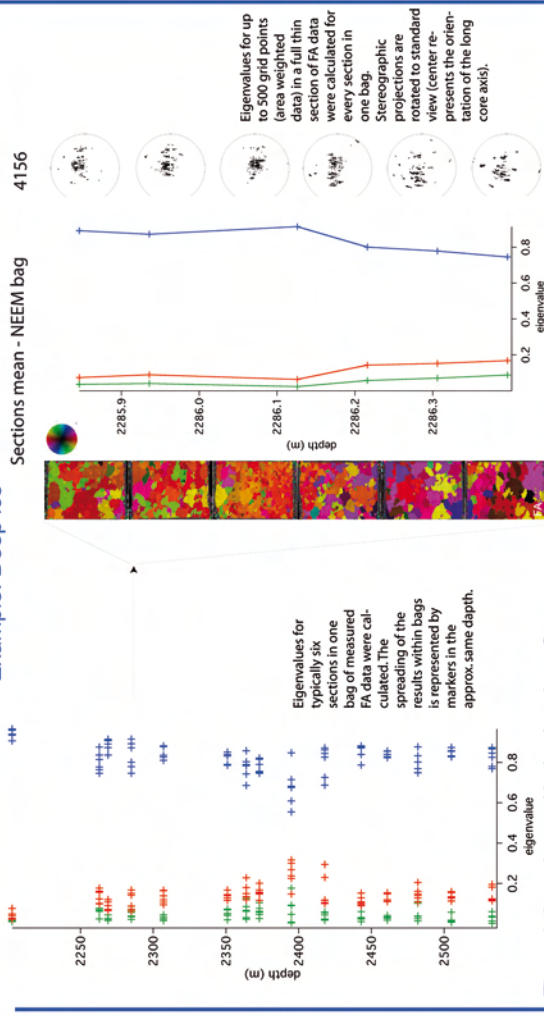 Sections mean - NEEM bag 4156
2250
2300
2350
2400
2450
2500
depth (m)
0.2
0.4
0.6
0.8
eigenvalue
Eigenvalues for
typically six
sections in one
bag of measured
FA data were cal-
culated. The
spreading of the
results within bags
is represented by
markers in the
approx. same depth.
FA
2285.9
2286.0
2286.1
2286.2
2286.3
depth (m)
0.2
0.4
0.6
0.8
eigenvalue
Eigenvalues for up
to 500 grid points
(area weighted
data) in a full thin
section of FA data
were calculated for
every section in
one bag.
Stereographic
projections are
rotated to standard
view (center re-
presents the orien-
tation of the long
core axis).